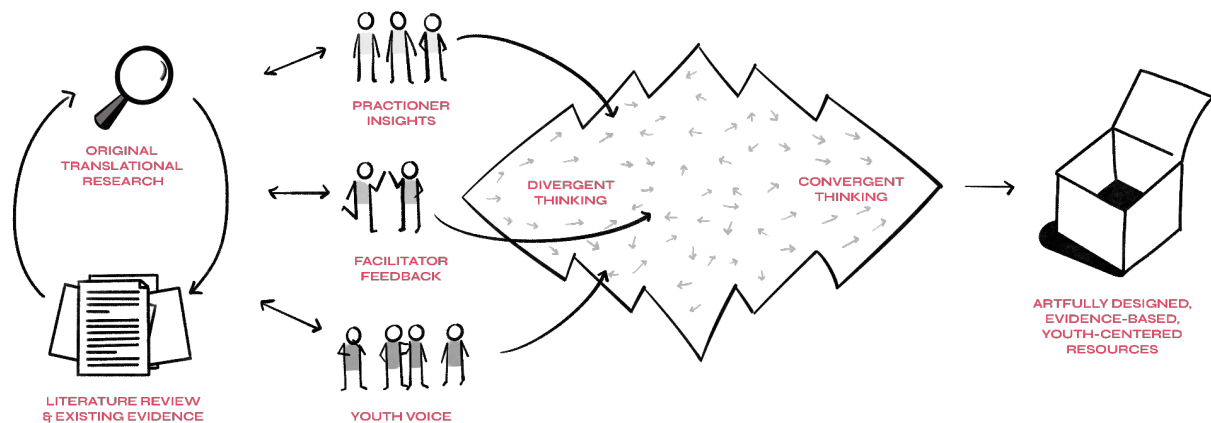 ORIGINAL
TRANSLATIONAL
RESEARCH
LITERATURE REVIEW
& EXISTING EVIDENCE
PRACTIONER
INSIGHTS
FACILITATOR
FEEDBACK
YOUTH VOICE
DIVERGENT
THINKING
CONVERGENT
THINKING
ARTFULLY DESIGNED,
EVIDENCE-BASED,
YOUTH-CENTERED
RESOURCES